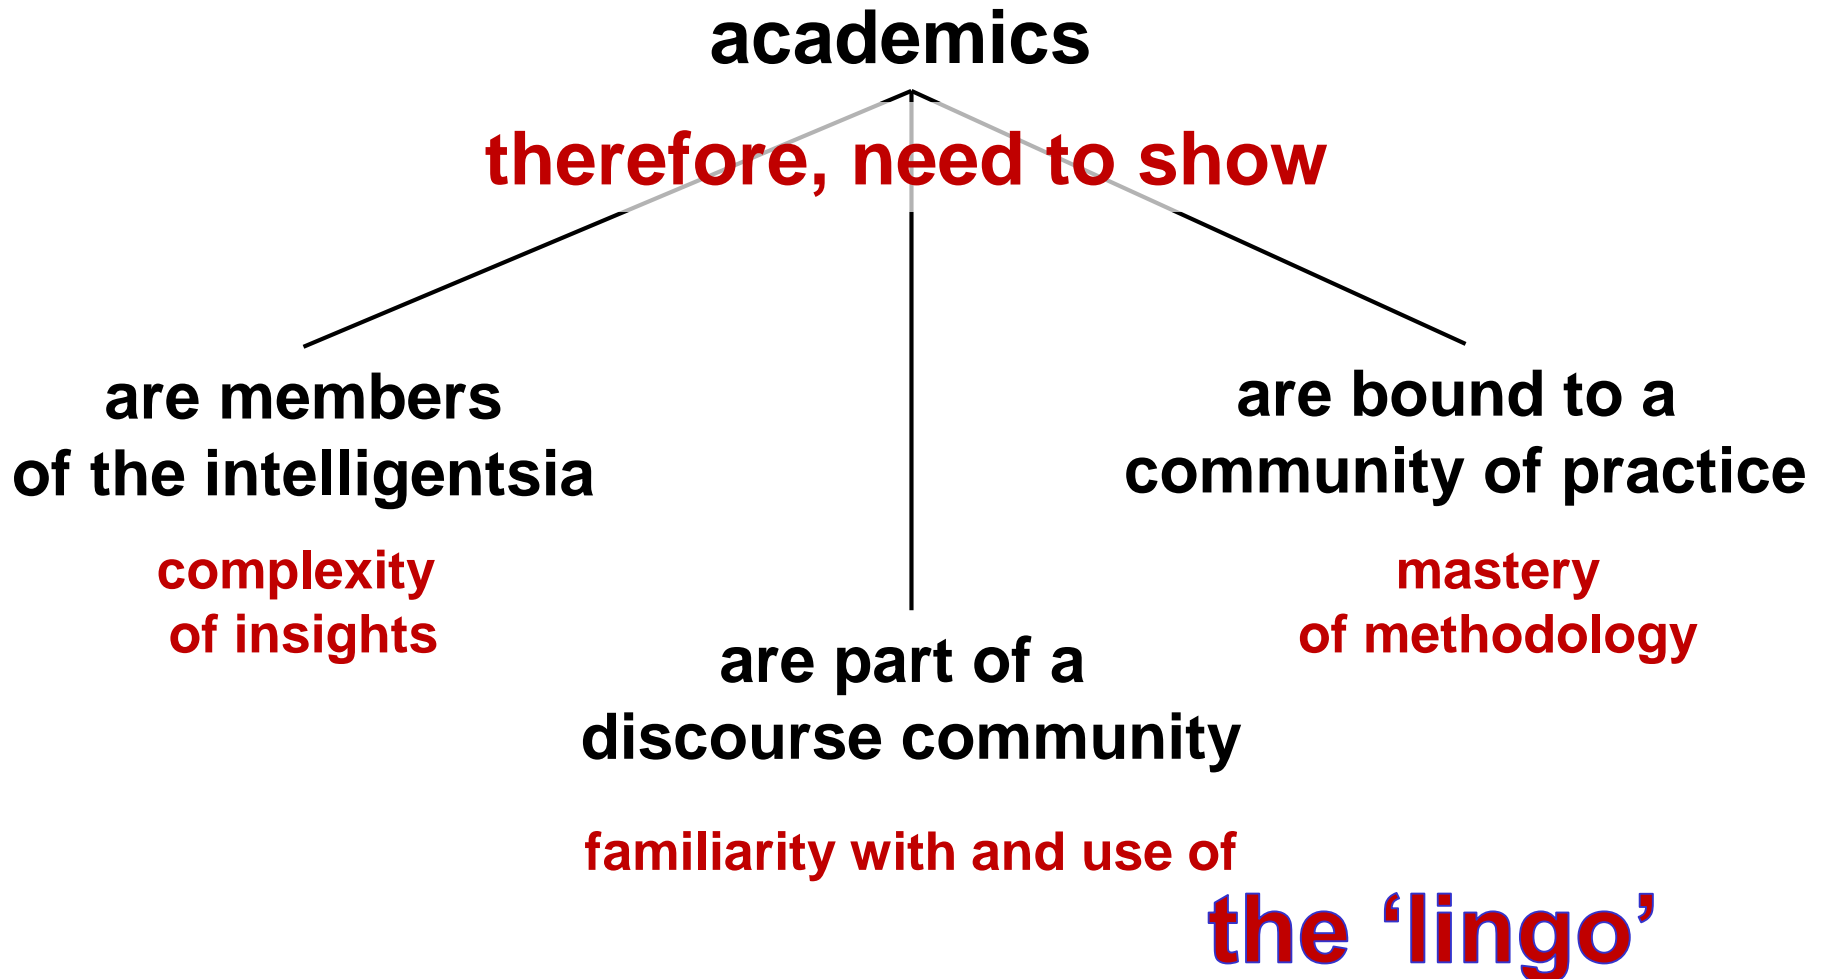 academics
therefore, need to show
are members
of the intelligentsia
complexity
of insights
are part of a
discourse community
familiarity with and use of
the ‘lingo’
are bound to a
community of practice
mastery
of methodology